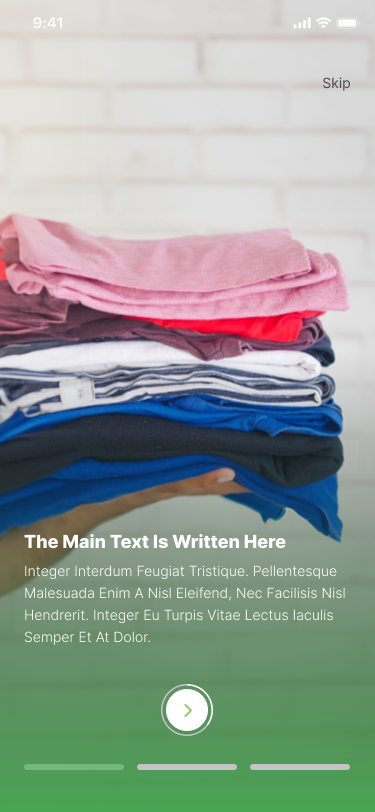 9:41
Skip
The Main Text Is Written Here
Integer Interdum Feugiat Tristique. Pellentesque
Malesuada Enim A Nisl Eleifend, Nec Facilisis Nisl
Hendrerit. Integer Eu Turpis Vitae Lectus Iaculis
Semper Et At Dolor.